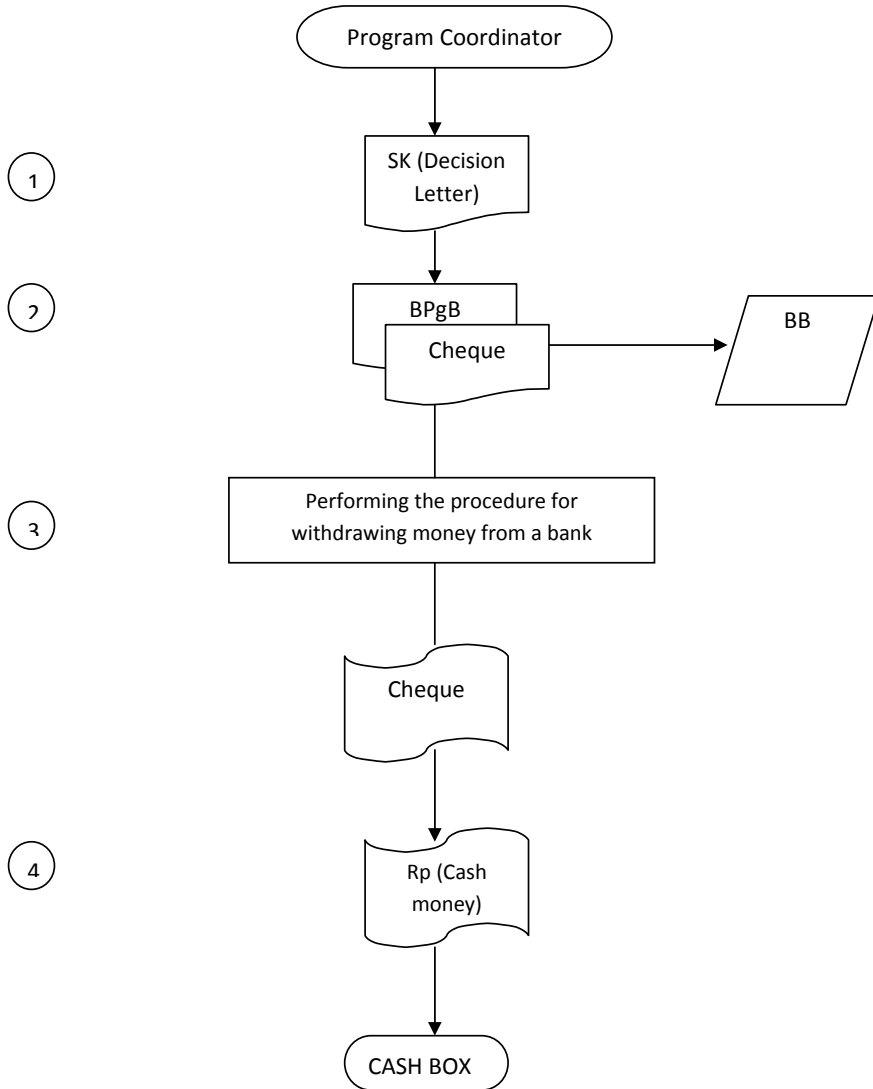 Program Coordinator
1
SK (Decision
Letter)
2
BPgB
Cheque
BB
3
Performing the procedure for
withdrawing money from a bank
Cheque
4
Rp (Cash
money)
CASH BOX